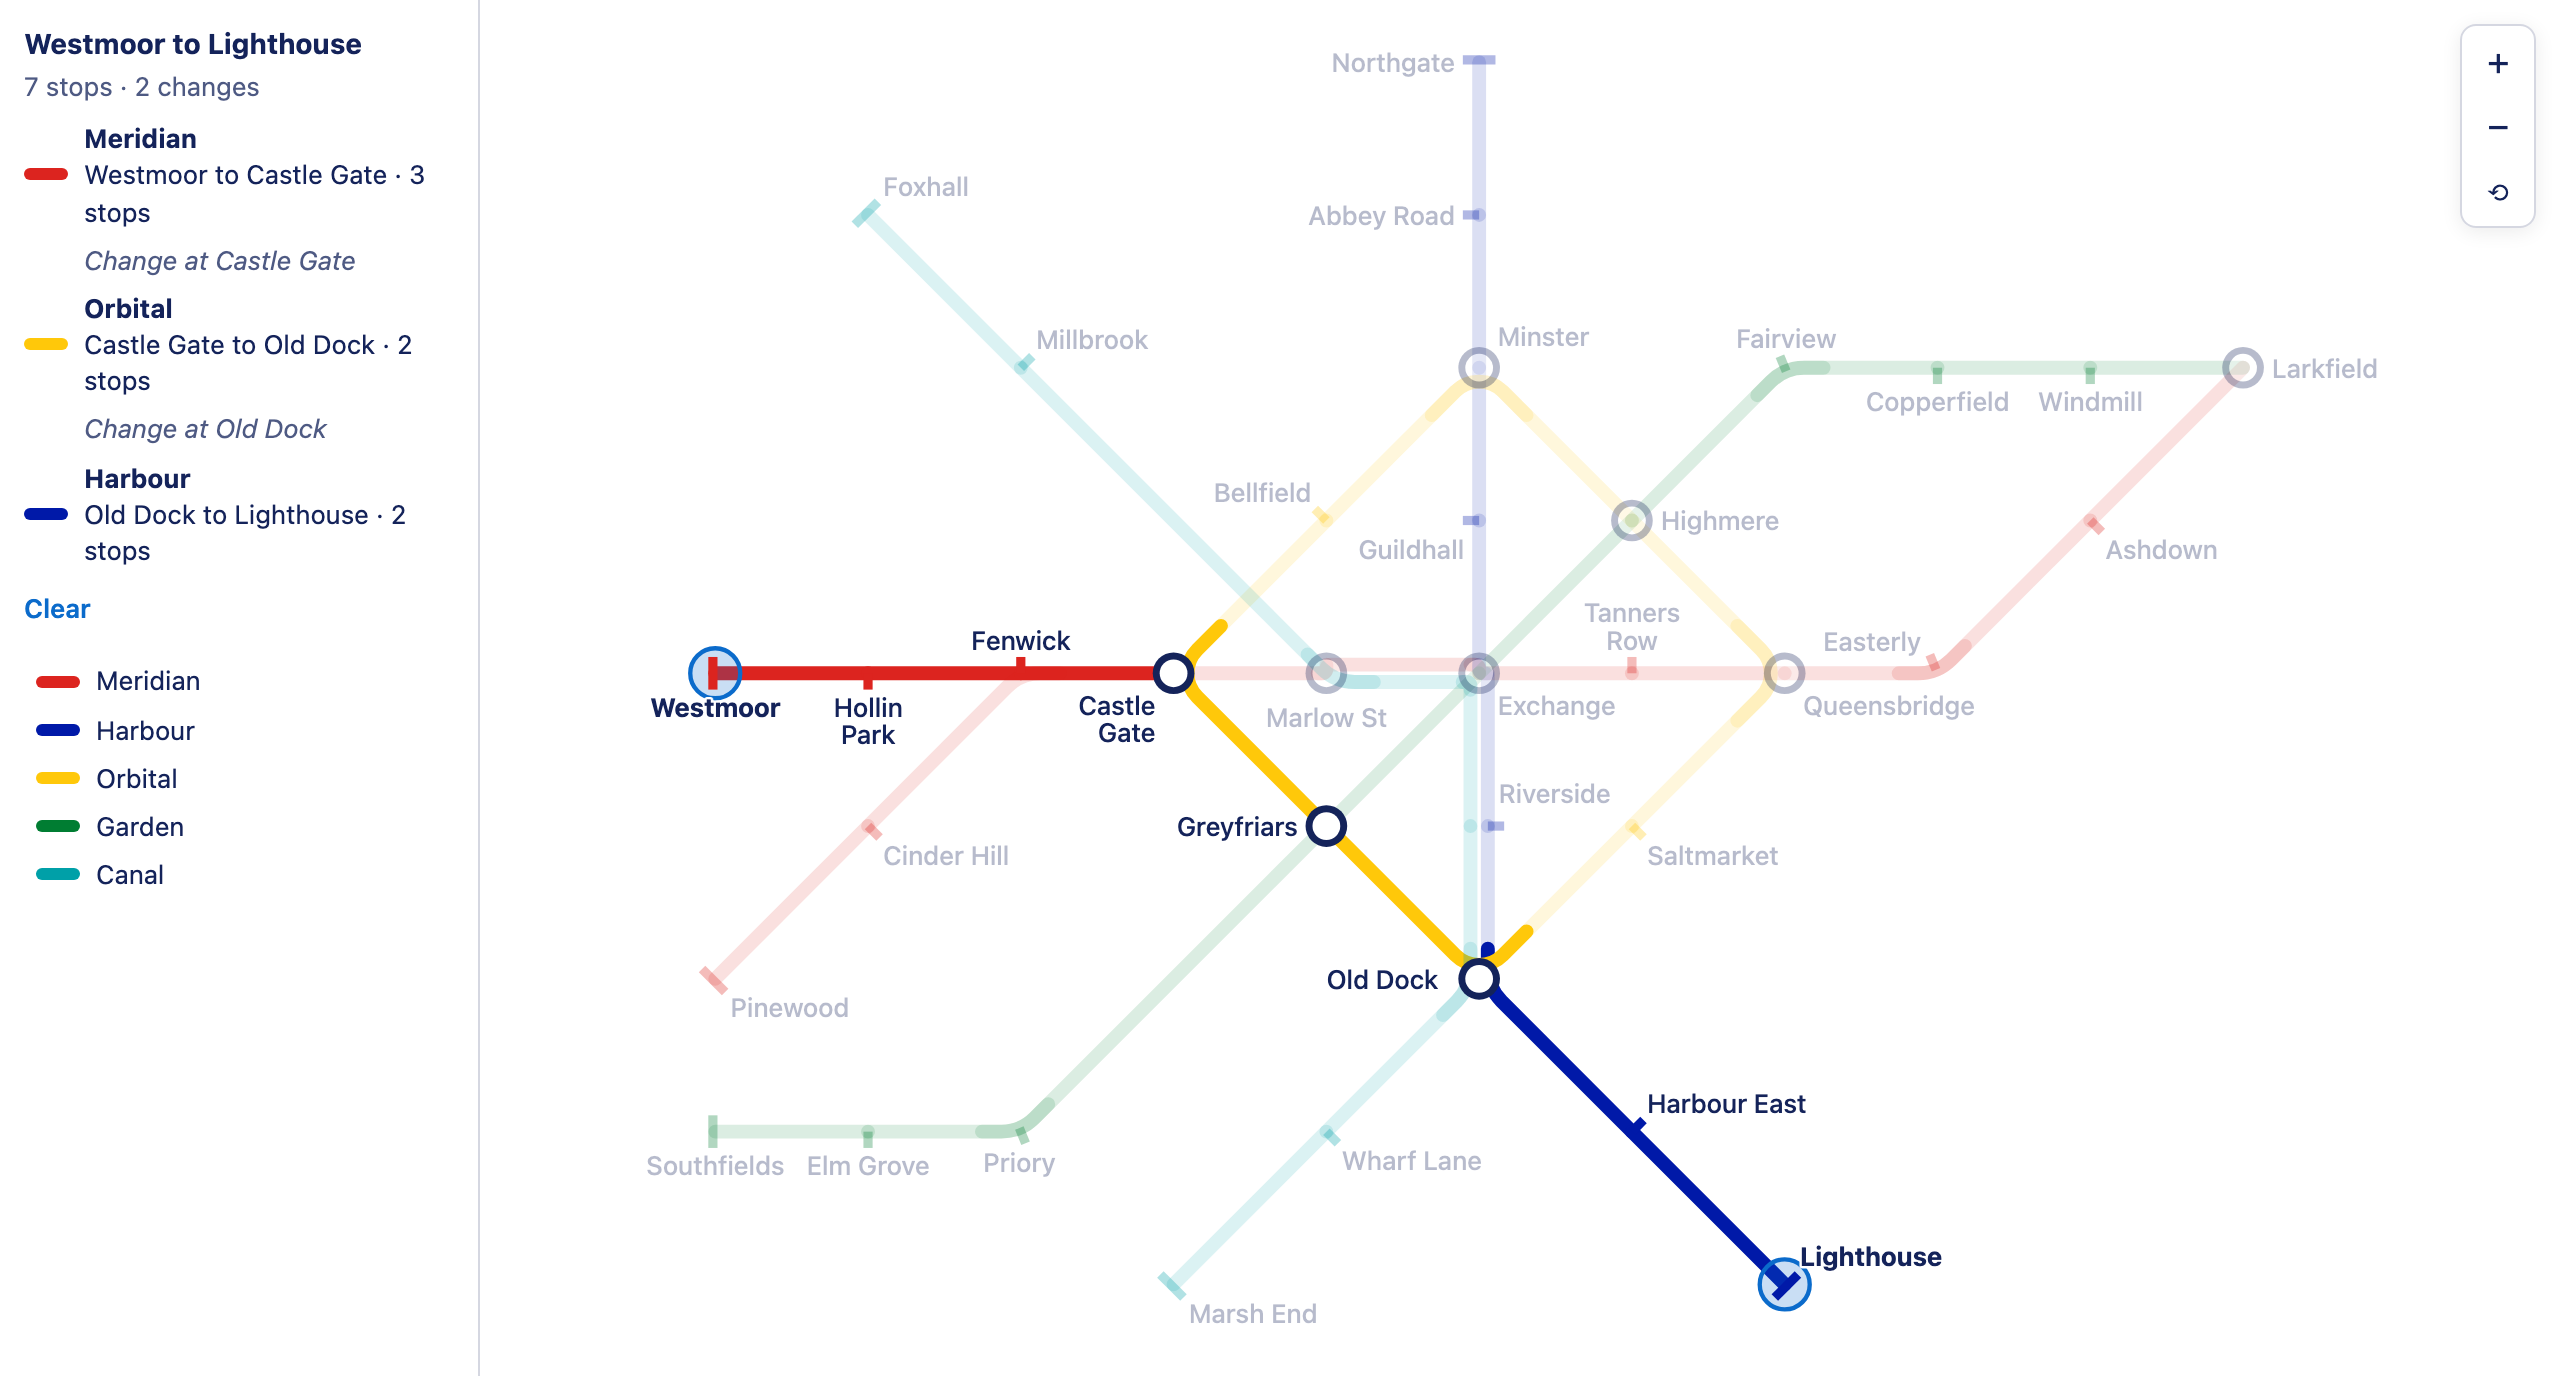 Westmoor to Lighthouse
7 stops · 2 changes
Meridian
Westmoor to Castle Gate · 3
stops
Change at Castle Gate
Orbital
Castle Gate to Old Dock · 2
stops
Change at Old Dock
Harbour
Old Dock to Lighthouse · 2
stops
Clear
Meridian
Harbour
Orbital
Garden
Canal
Northgate
Foxhall
Abbey Road
Millbrook
Minster
Fairview
Larkfield
Copperfield
Windmill
Bellfield
Highmere
Guildhall
Ashdown
Tanners
Row
Fenwick
Easterly
Westmoor
Hollin
Park
Castle
Gate
Marlow St
Exchange
Queensbridge
Riverside
Greyfriars
Cinder Hill
Saltmarket
Old Dock
Pinewood
Harbour East
Southfields
Elm Grove
Priory
Wharf Lane
Lighthouse
Marsh End
+
−
⟲